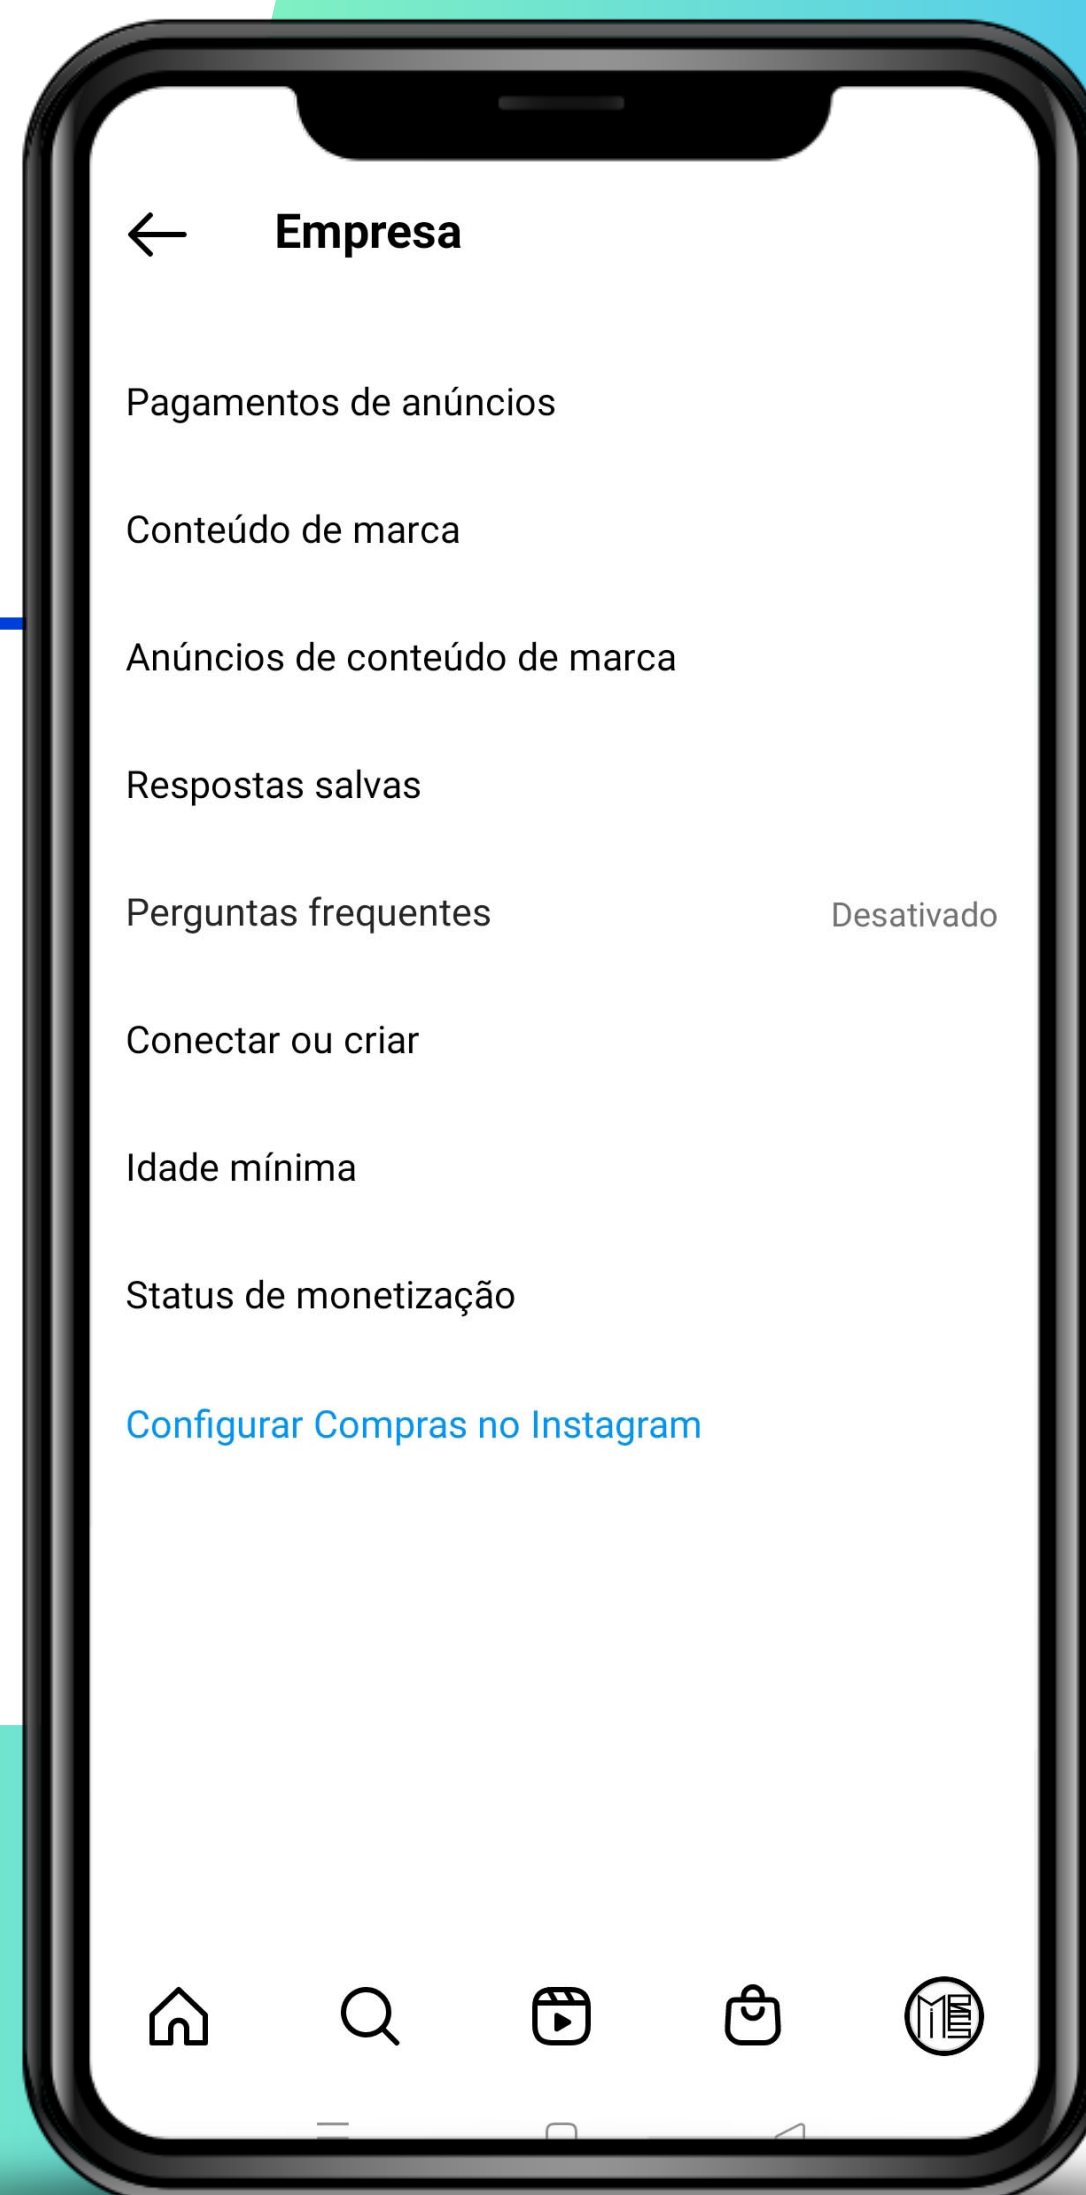 Empresa
Pagamentos de anúncios
Conteúdo de marca
Anúncios de conteúdo de marca
Respostas salvas
Perguntas frequentes Desativado
Conectar ou criar
Idade mínima
Status de monetização
Configurar Compras no Instagram